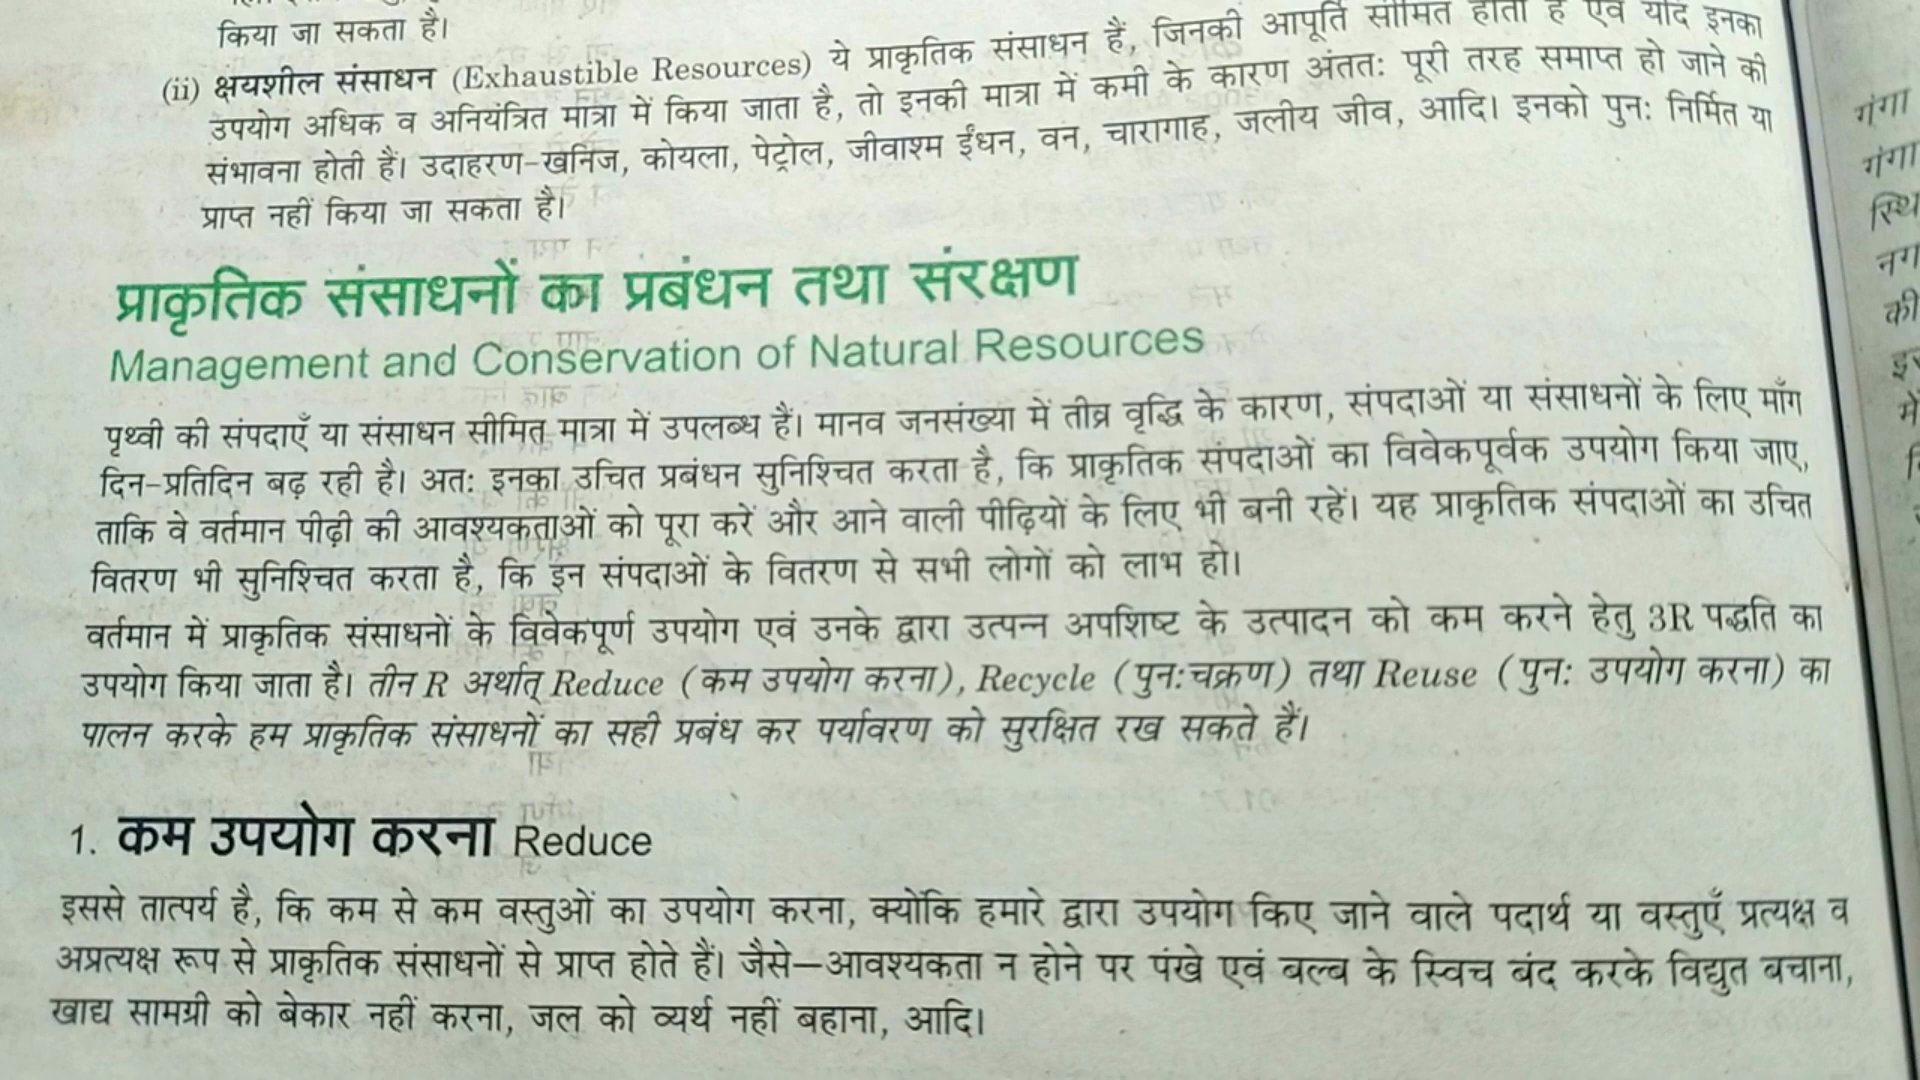 किया जा सकता है।
(ii) क्षयशील संसाधन (Exhaustible Resources) ये प्राकृतिक संसाधन हैं, जिनकी आपूर्ति सीमित होती है एवं यदि इनका
उपयोग अधिक व अनियंत्रित मात्रा में किया जाता है, तो इनकी मात्रा में कमी के कारण अंततः पूरी तरह समाप्त हो जाने की
संभावना होती हैं। उदाहरण-खनिज, कोयला, पेट्रोल, जीवाश्म ईंधन, वन, चारागाह, जलीय जीव, आदि। इनको पुनः निर्मित या
प्राप्त नहीं किया जा सकता है।
प्राकृतिक संसाधनों का प्रबंधन तथा संरक्षण
Management and Conservation of Natural Resources
पृथ्वी की संपदाएँ या संसाधन सीमित मात्रा में उपलब्ध हैं। मानव जनसंख्या में तीव्र वृद्धि के कारण, संपदाओं या संसाधनों के लिए माँग
दिन-प्रतिदिन बढ़ रही है। अतः इनका उचित प्रबंधन सुनिश्चित करता है, कि प्राकृतिक संपदाओं का विवेकपूर्वक उपयोग किया जाए,
ताकि वे वर्तमान पीढ़ी की आवश्यकताओं को पूरा करें और आने वाली पीढ़ियों के लिए भी बनी रहें। यह प्राकृतिक संपदाओं का उचित
वितरण भी सुनिश्चित करता है, कि इन संपदाओं के वितरण से सभी लोगों को लाभ हो।
वर्तमान में प्राकृतिक संसाधनों के विवेकपूर्ण उपयोग एवं उनके द्वारा उत्पन्न अपशिष्ट के उत्पादन को कम करने हेतु 3R पद्धति का
उपयोग किया जाता है। तीन R अर्थात् Reduce (कम उपयोग करना), Recycle (पुनःचक्रण) तथा Reuse (पुनः उपयोग करना) का
पालन करके हम प्राकृतिक संसाधनों का सही प्रबंध कर पर्यावरण को सुरक्षित रख सकते हैं।
1. कम उपयोग करना Reduce
इससे तात्पर्य है, कि कम से कम वस्तुओं का उपयोग करना, क्योंकि हमारे द्वारा उपयोग किए जाने वाले पदार्थ या वस्तुएँ प्रत्यक्ष व
अप्रत्यक्ष रूप से प्राकृतिक संसाधनों से प्राप्त होते हैं। जैसे—आवश्यकता न होने पर पंखे एवं बल्ब के स्विच बंद करके विद्युत बचाना,
खाद्य सामग्री को बेकार नहीं करना, जल को व्यर्थ नहीं बहाना, आदि।
गंगा
गंगा
स्थि
नग
की